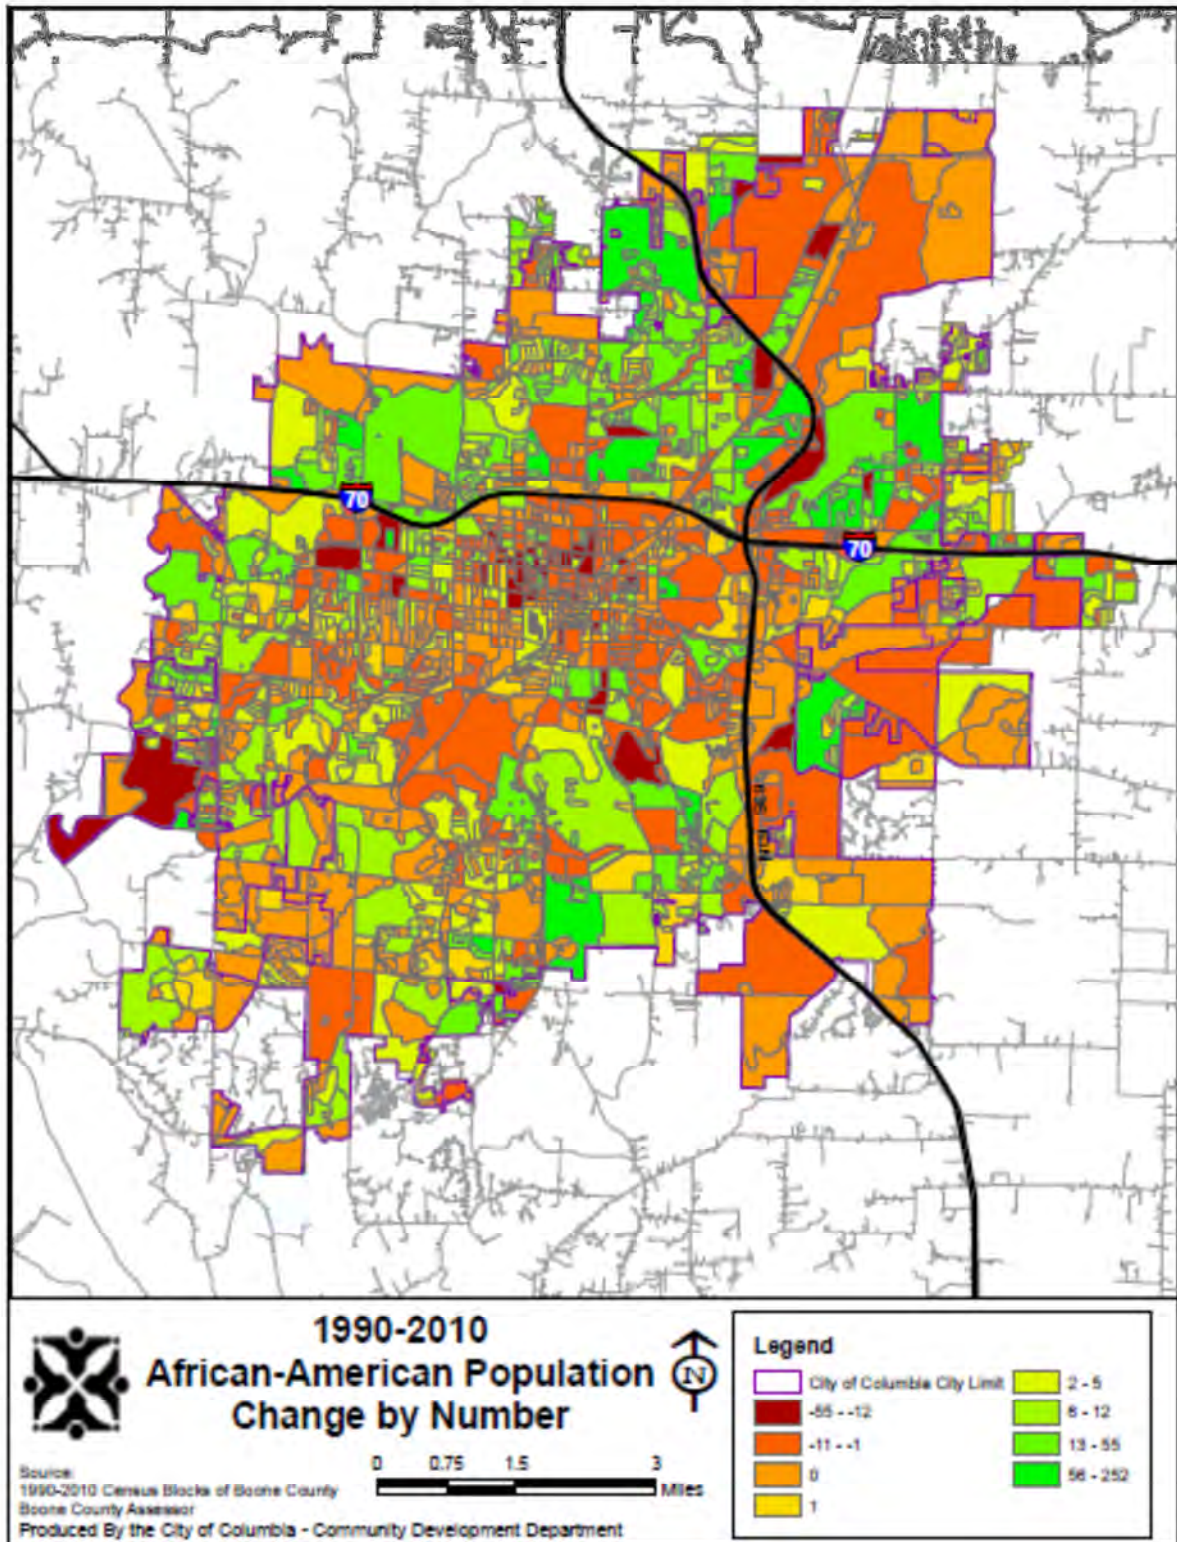 70
70
1990-2010
African-American Population
Change by Number
N
0 0.75 1.5 3
Miles
Source:
1990-2010 Census Blocks of Boone County
Boone County Assessor
Produced By the City of Columbia - Community Development Department
Legend
City of Columbia City Limit
-55 - -12
-11 - -1
0
1
2 - 5
6 - 12
13 - 55
56 - 252